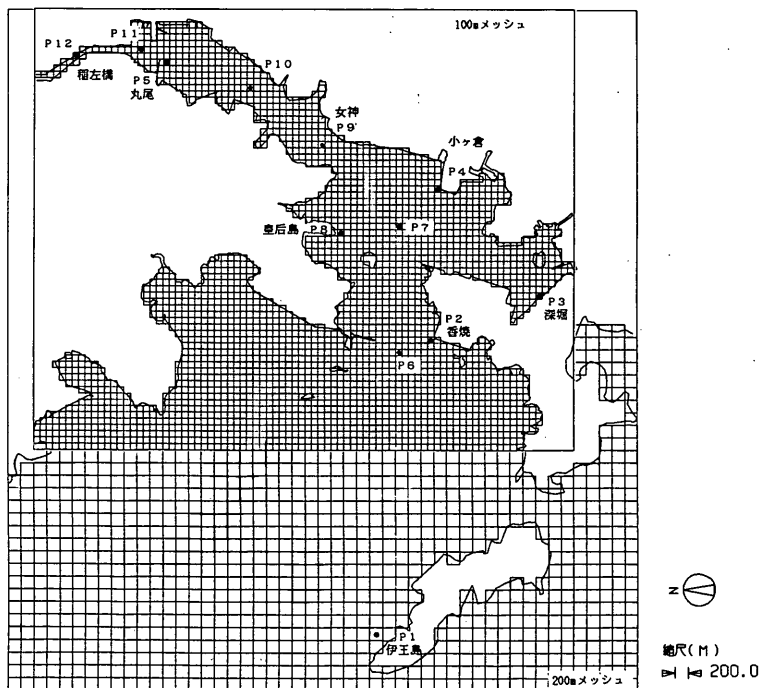 100mメッシュ
P12
P11
稲佐橋
P5
丸尾
P10
女神
P9
小ヶ倉
P4
皇后島
P8
P7
P3
深堀
P2
香焼
P6
P1
伊王島
N
縮尺(M)
200.0
200mメッシュ